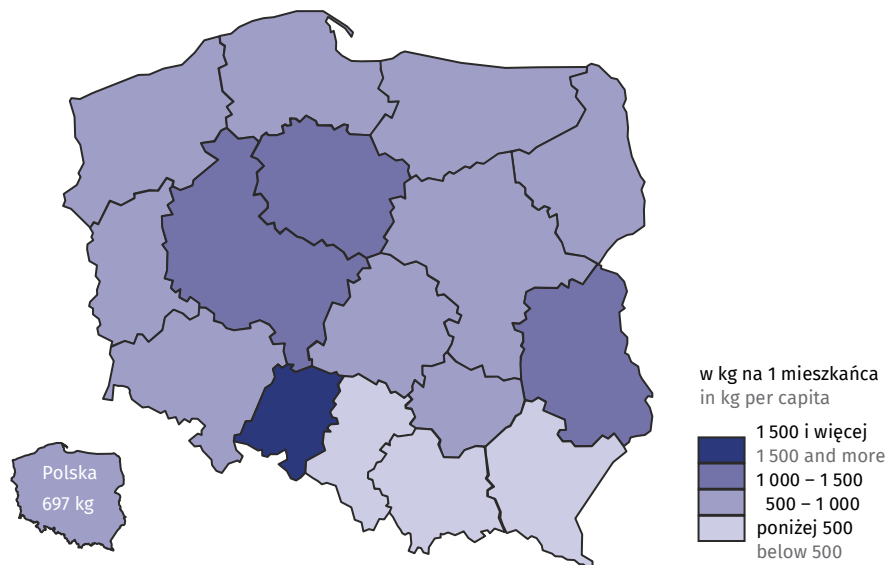 Polska
697 kg
w kg na 1 mieszkańca
in kg per capita
1 500 i więcej
1 500 and more
1 000 – 1 500
500 – 1 000
poniżej 500
below 500